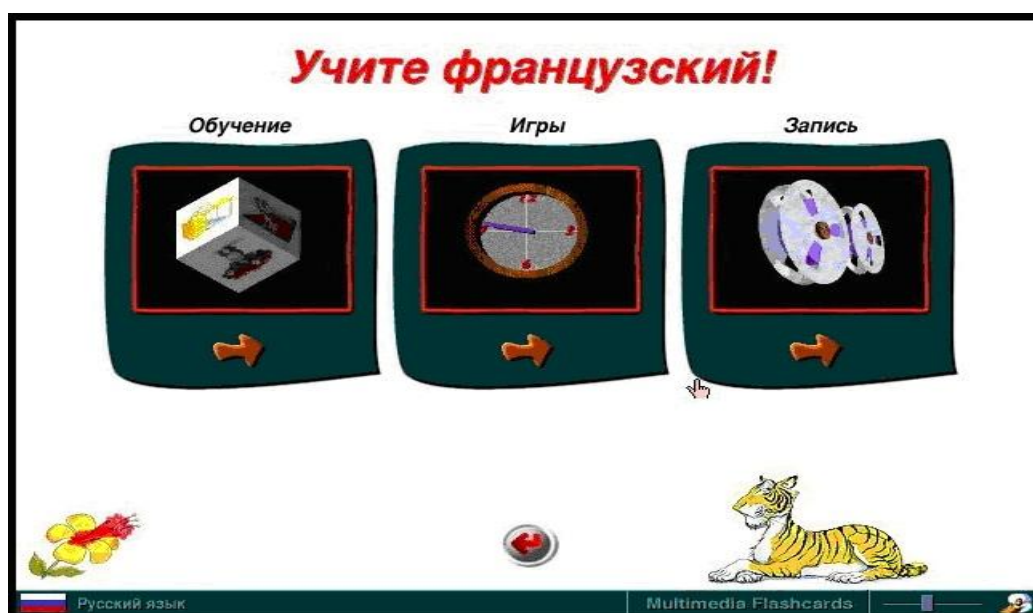 Учите французский!
Обучение
Игры
Запись
Русский язык
Multimedia Flashcards